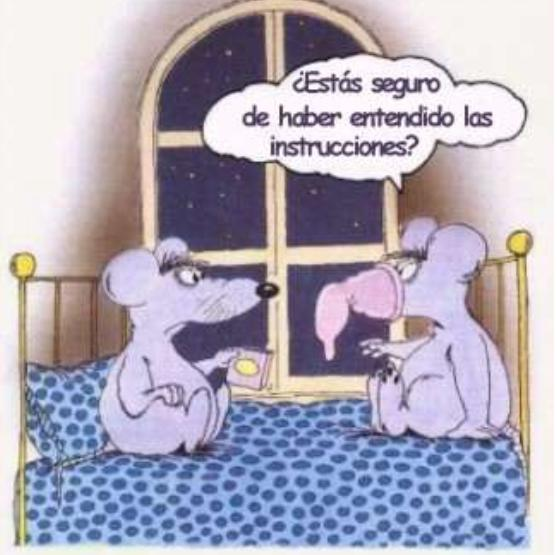 ¿Estás seguro
de haber entendido las
instrucciones?